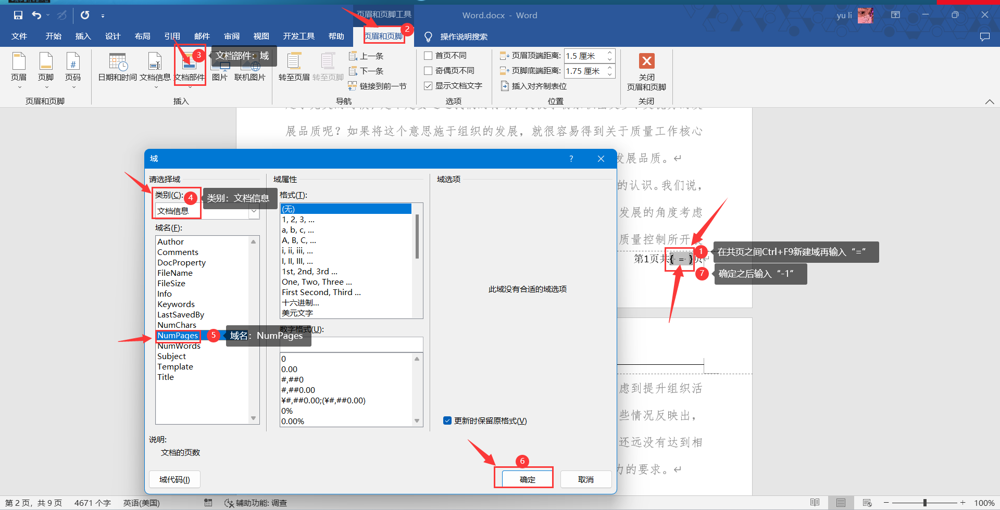 页眉和页脚工具
Word.docx - Word
yu li
文件 开始 插入 设计 布局 引用 邮件 审阅 视图 开发工具 帮助 页眉和页脚 2 操作说明搜索
3 文档部件：域
页眉 页脚 页码
页眉和页脚
日期和时间 文档信息 文档部件 图片 联机图片
插入
转至页眉 转至页脚
上一条
下一条
链接到前一节
导航
首页不同
奇偶页不同
显示文档文字
选项
页眉顶端距离: 1.5 厘米
页脚底端距离: 1.75 厘米
插入对齐制表位
位置
关闭
页眉和页脚
关闭
展品质呢？如果将这个意思施于组织的发展，就很容易得到关于质量工作核心
发展品质。↵
的认识。我们说，
发展的角度考虑
质量控制所开
第1页共{ = }页
1 在共页之间Ctrl+F9新建域再输入“=”
7 确定之后输入“-1”
虑到提升组织活
些情况反映出，
还远没有达到相
力的要求。↵
域
?
请选择域
类别(C): 4 类别：文档信息
文档信息
域名(F):
Author
Comments
DocProperty
FileName
FileSize
Info
Keywords
LastSavedBy
NumChars
NumPages 5 域名：NumPages
NumWords
Subject
Template
Title
域属性
格式(T):
(无)
1, 2, 3, ...
a, b, c, ...
A, B, C, ...
i, ii, iii, ...
I, II, III, ...
1st, 2nd, 3rd ...
One, Two, Three ...
First Second, Third ...
十六进制...
美元文字
数字格式(U):
0
0.00
#,##0
#,##0.00
¥#,##0.00;(¥#,##0.00)
0%
0.00%
域选项
此域没有合适的域选项
更新时保留原格式(V)
说明:
文档的页数
域代码(I)
6
确定
取消
第 2 页，共 9 页 4671 个字 英语(美国) 辅助功能: 调查
100%